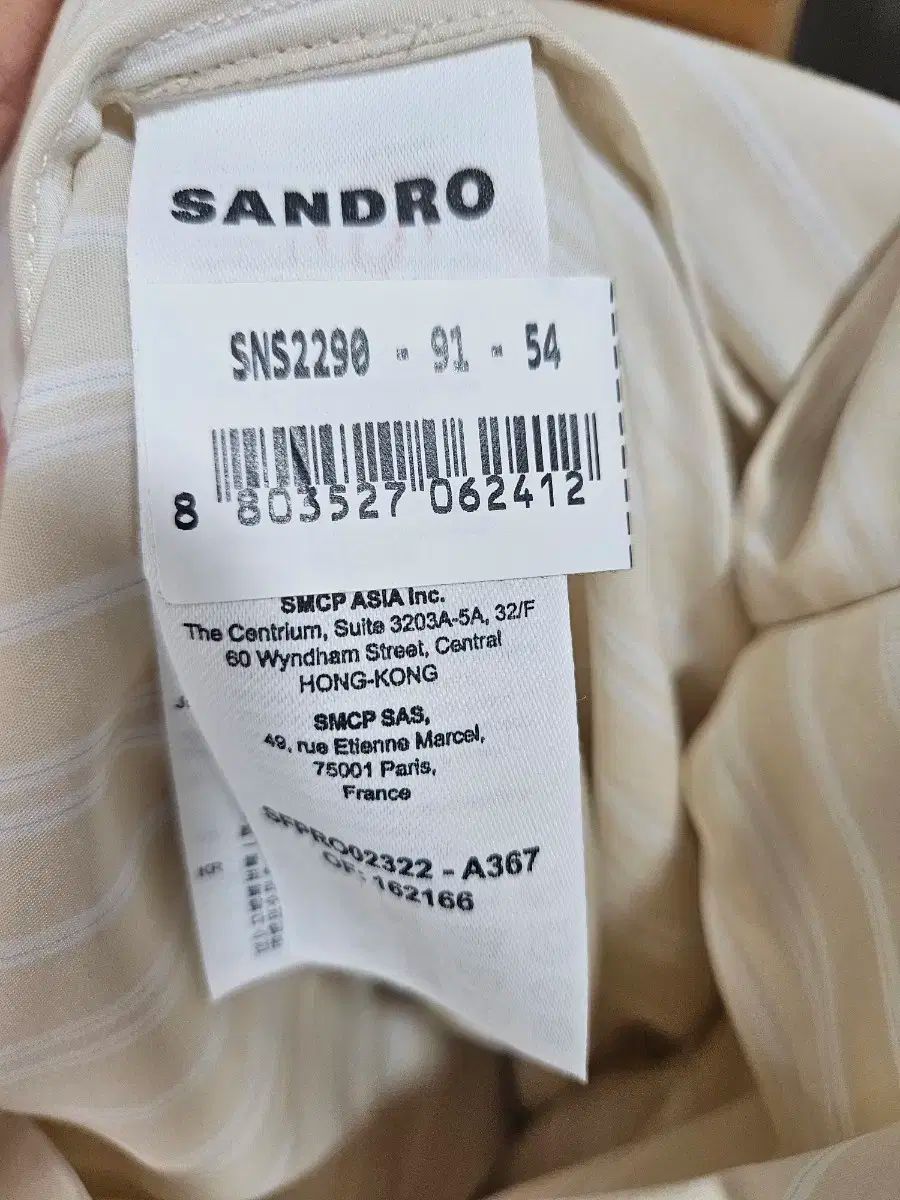 SANDRO
SNS2290 - 91 - 54
8 803527 062412
SMCP ASIA Inc.
The Centrium, Suite 3203A-5A, 32/F
60 Wyndham Street, Central
HONG-KONG
SMCP SAS,
49, rue Etienne Marcel,
75001 Paris,
France
SFPRO02322 - A367
OF: 162166